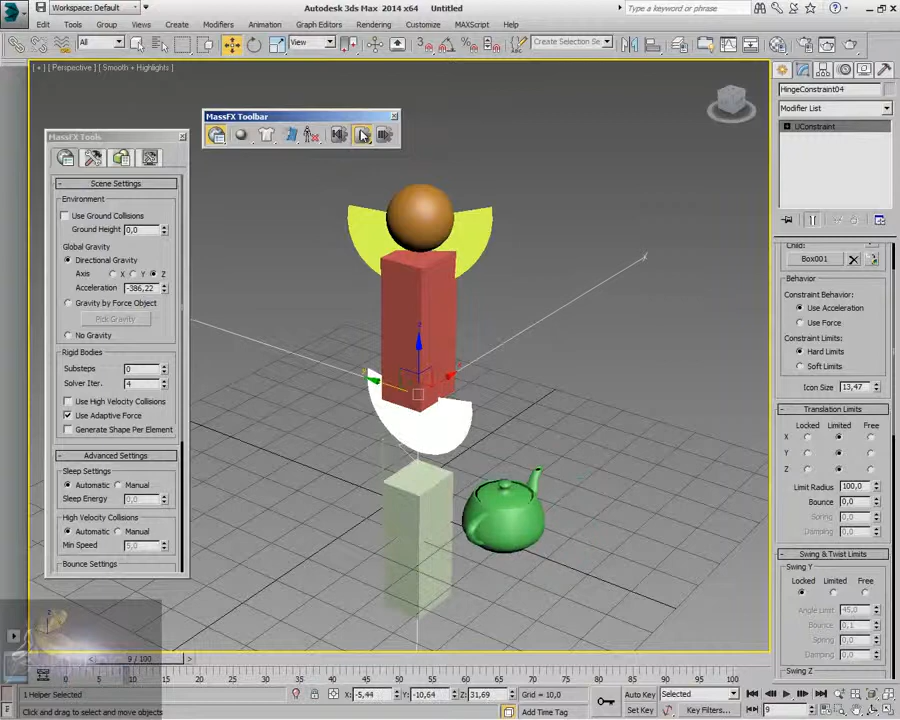 Workspace: Default
Autodesk 3ds Max 2014 x64    Untitled
Type a keyword or phrase
Edit Tools Group Views Create Modifiers Animation Graph Editors Rendering Customize MAXScript Help
All
View
Create Selection Se
[ + ] [ Perspective ] [ Smooth + Highlights ]
MassFX Toolbar
MassFX Tools
Scene Settings
Environment
Use Ground Collisions
Ground Height 0,0
Global Gravity
Directional Gravity
Axis X Y Z
Acceleration -386,22
Gravity by Force Object
Pick Gravity
No Gravity
Rigid Bodies
Substeps 0
Solver Iter. 4
Use High Velocity Collisions
Use Adaptive Force
Generate Shape Per Element
Advanced Settings
Sleep Settings
Automatic Manual
Sleep Energy 0,0
High Velocity Collisions
Automatic Manual
Min Speed 5,0
Bounce Settings
HingeConstraint04
Modifier List
UConstraint
Child:
Box001
Behavior
Constraint Behavior:
Use Acceleration
Use Force
Constraint Limits:
Hard Limits
Soft Limits
Icon Size 13,47
Translation Limits
Locked Limited Free
X
Y
Z
Limit Radius 100,0
Bounce 0,0
Spring 0,0
Damping 0,0
Swing & Twist Limits
Swing Y
Locked Limited Free
Angle Limit 45,0
Bounce 0,1
Spring 0,0
Damping 0,0
Swing Z
9 / 100
10 15 20 25 30 35 40 45 50 55 60 65 70 75 80 85 90 95 100
1 Helper Selected
X: -5,44 Y: -10,64 Z: 31,69 Grid = 10,0
Auto Key Selected
Click and drag to select and move objects
Add Time Tag
Set Key Key Filters... 9